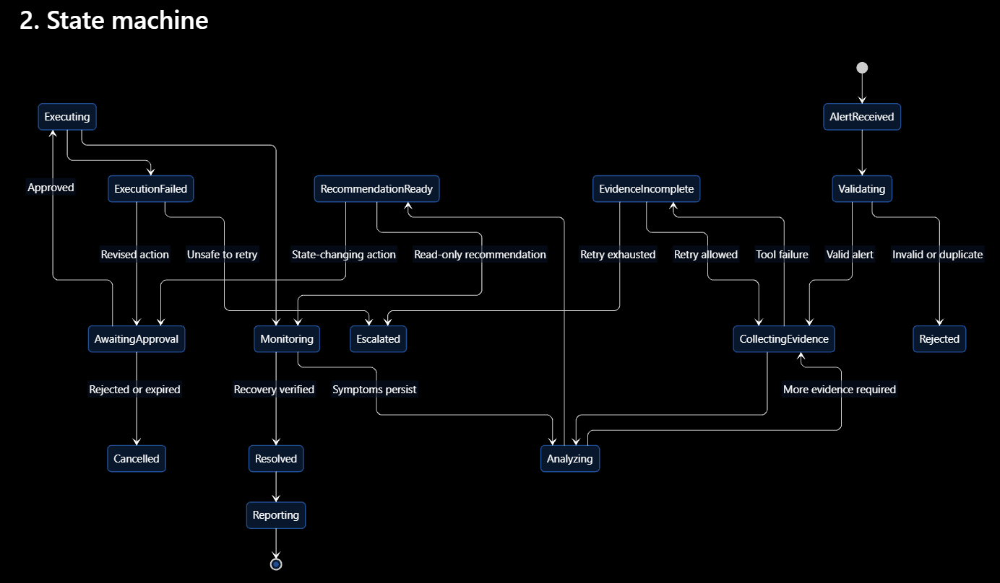 2. State machine
Executing
AlertReceived
Approved
ExecutionFailed
RecommendationReady
EvidenceIncomplete
Validating
Revised action
Unsafe to retry
State-changing action
Read-only recommendation
Retry exhausted
Retry allowed
Tool failure
Valid alert
Invalid or duplicate
AwaitingApproval
Monitoring
Escalated
CollectingEvidence
Rejected
Rejected or expired
Recovery verified
Symptoms persist
More evidence required
Cancelled
Resolved
Analyzing
Reporting